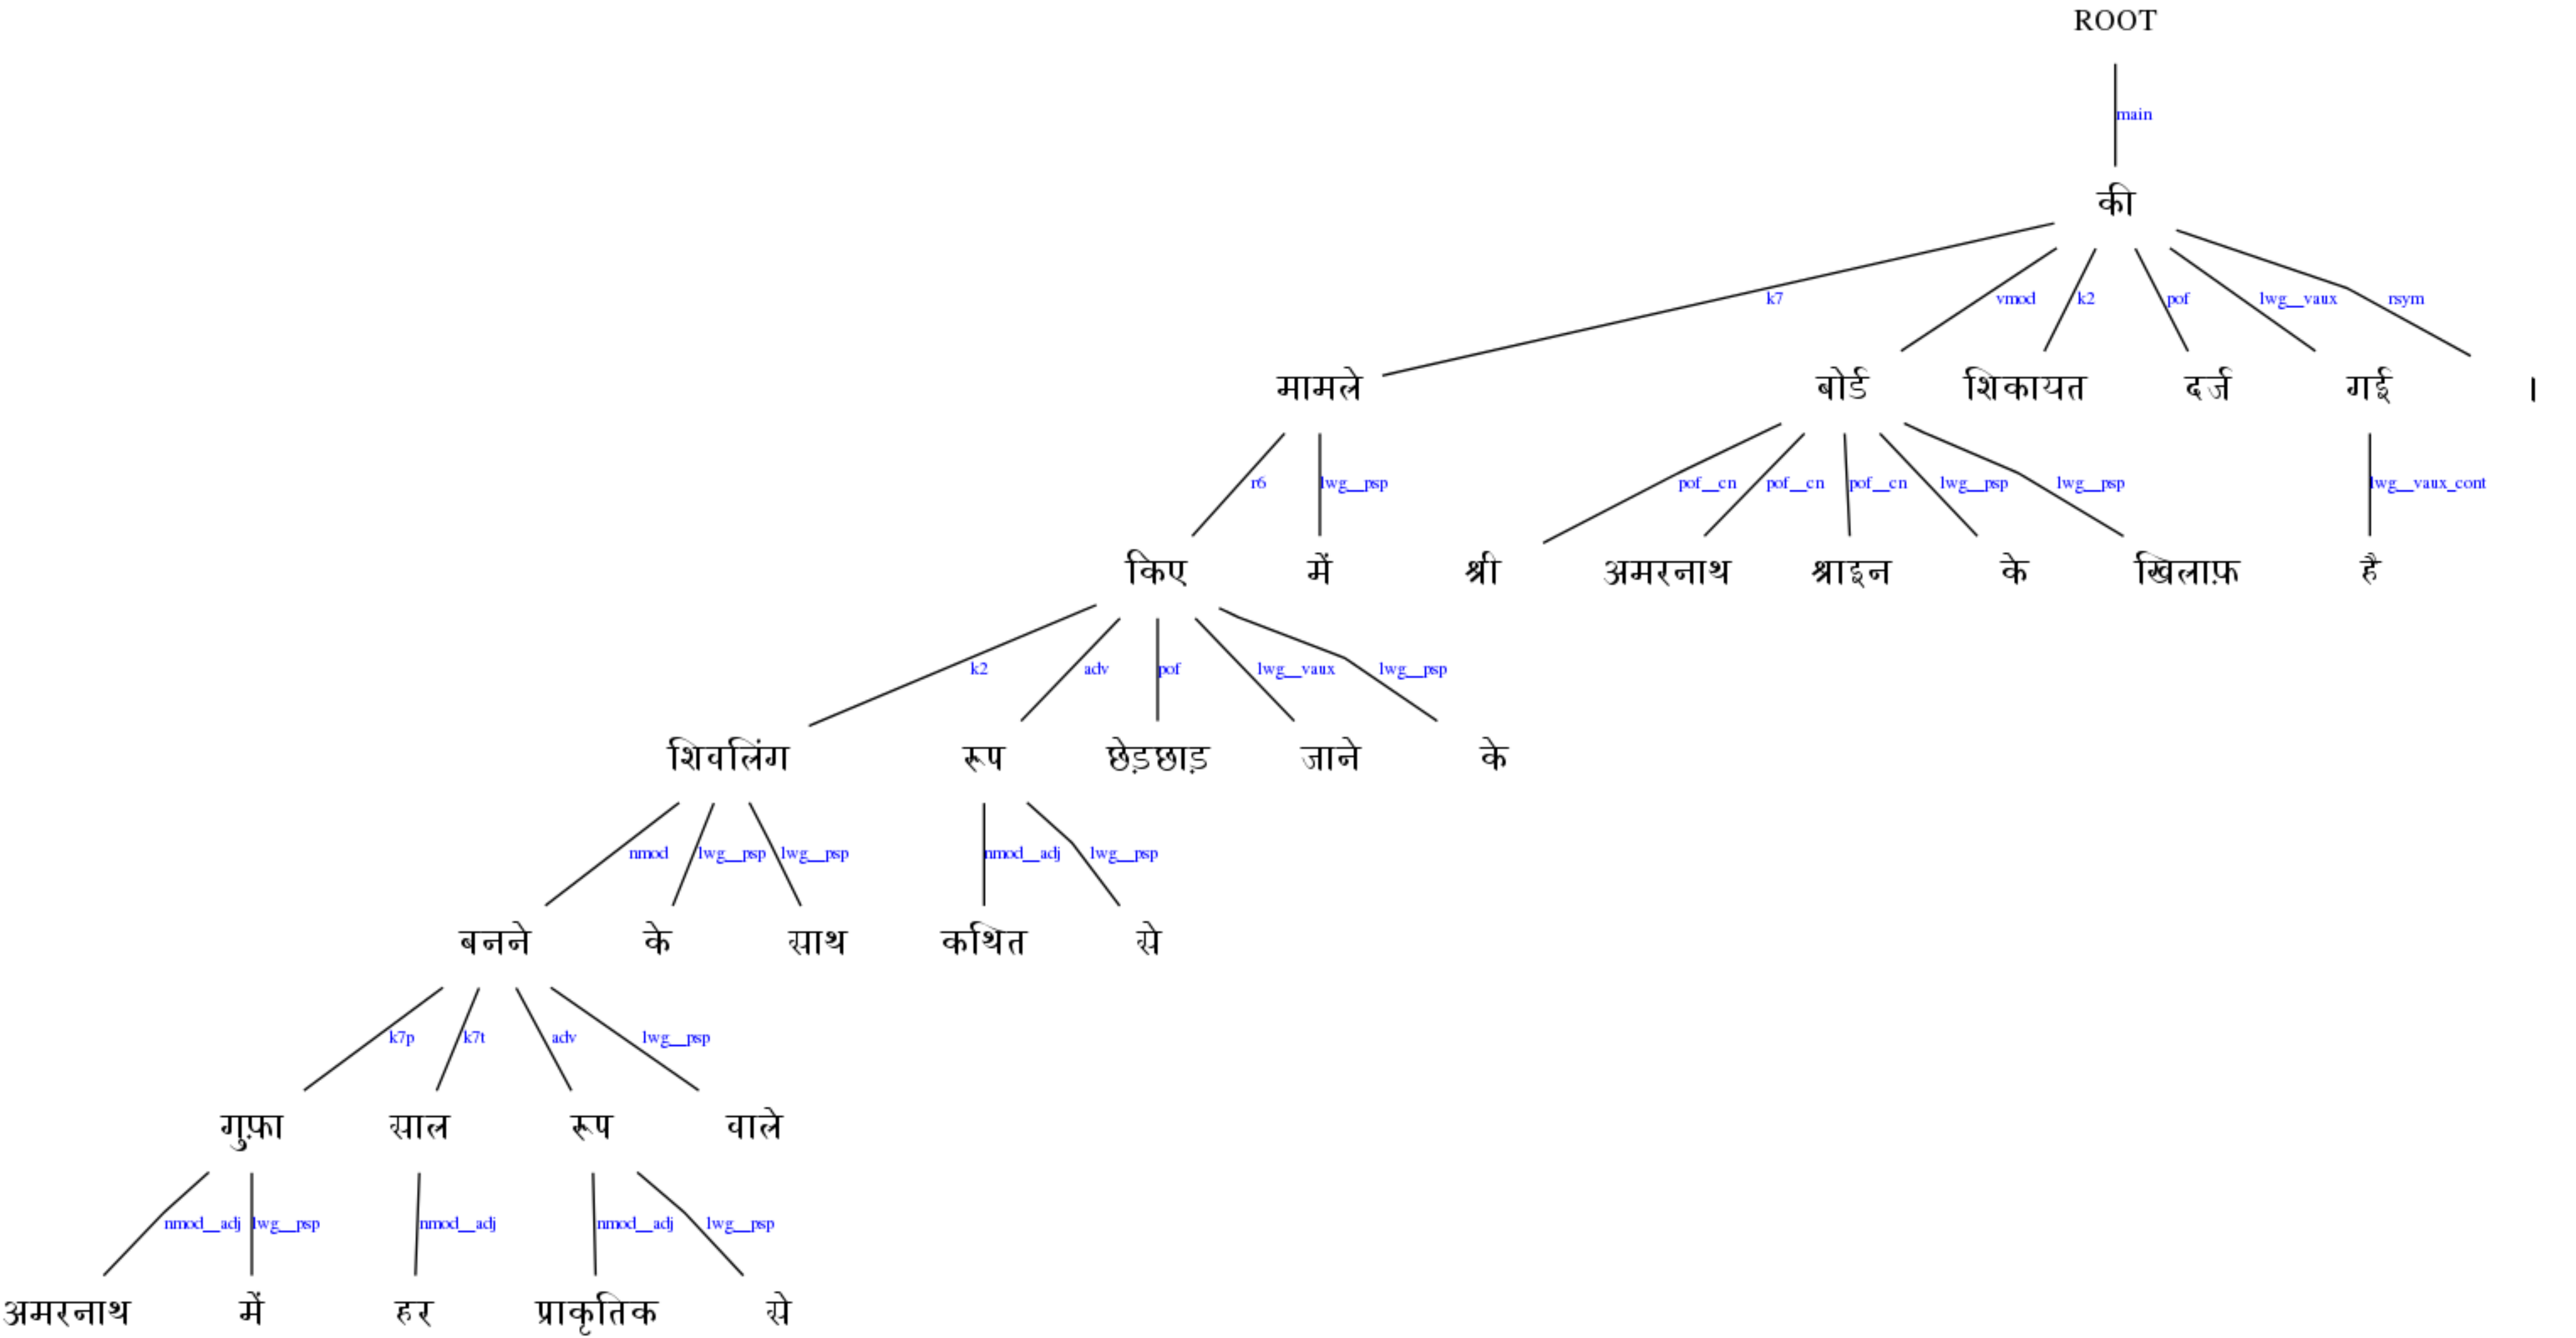 ROOT
main
की
k7 vmod k2 pof lwg__vaux rsym
मामले बोर्ड शिकायत दर्ज गई ।
r6 lwg__psp pof__cn pof__cn pof__cn lwg__psp lwg__psp lwg__vaux_cont
किए में श्री अमरनाथ श्राइन के खिलाफ़ है
k2 adv pof lwg__vaux lwg__psp
शिवलिंग रूप छेड़छाड़ जाने के
nmod lwg__psp lwg__psp nmod__adj lwg__psp
बनने के साथ कथित से
k7p k7t adv lwg__psp
गुफ़ा साल रूप वाले
nmod__adj lwg__psp nmod__adj nmod__adj lwg__psp
अमरनाथ में हर प्राकृतिक से